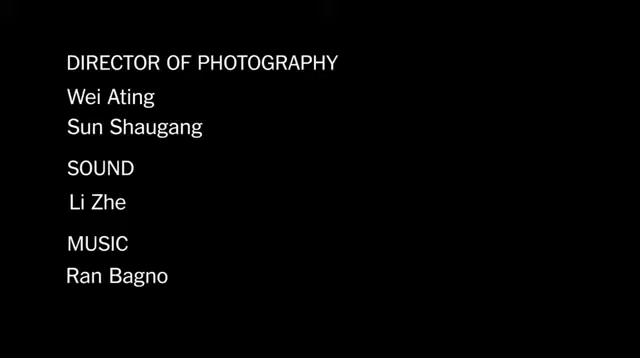 DIRECTOR OF PHOTOGRAPHY
Wei Ating
Sun Shaugang
SOUND
Li Zhe
MUSIC
Ran Bagno